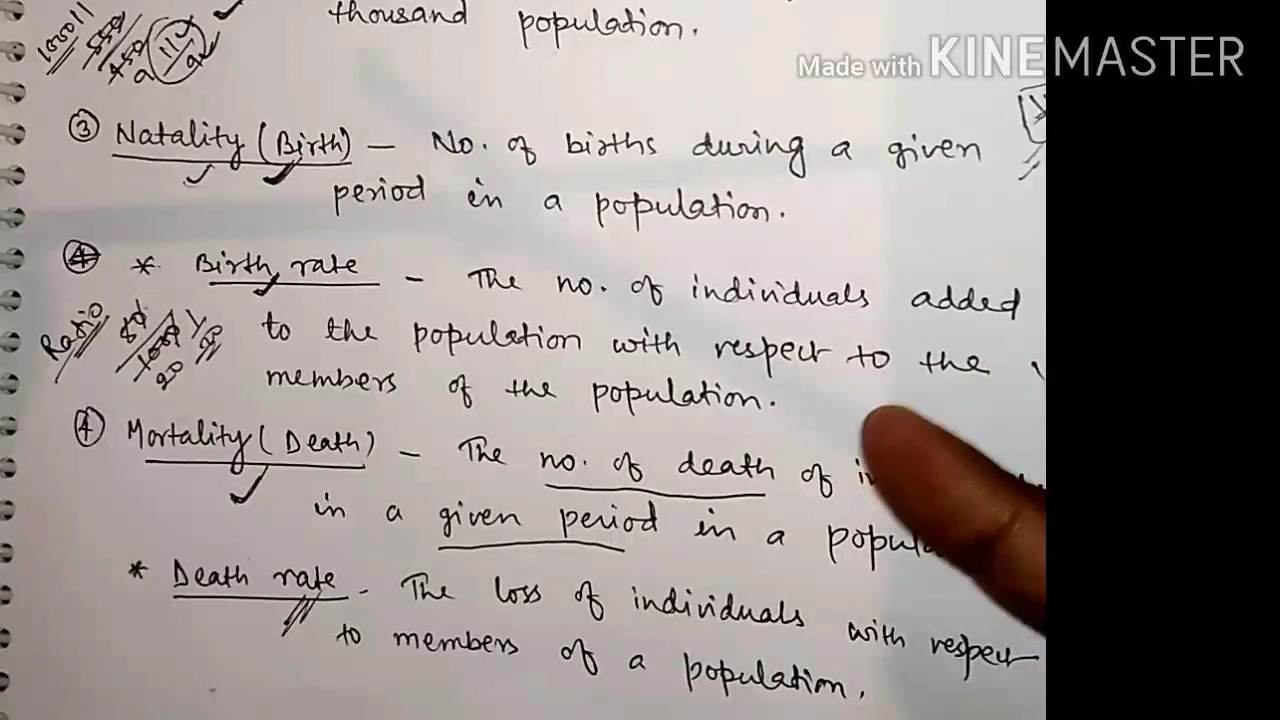 thousand population.
Made with KINEMASTER
③ Natality (Birth) – No. of births during a given
period in a population.
④ * Birth rate – The no. of individuals added
Ratio
to the population with respect to the
members of the population.
④ Mortality (Death) – The no. of death of
in a given period in a
* Death rate – The loss of individuals with respect
to members of a population.